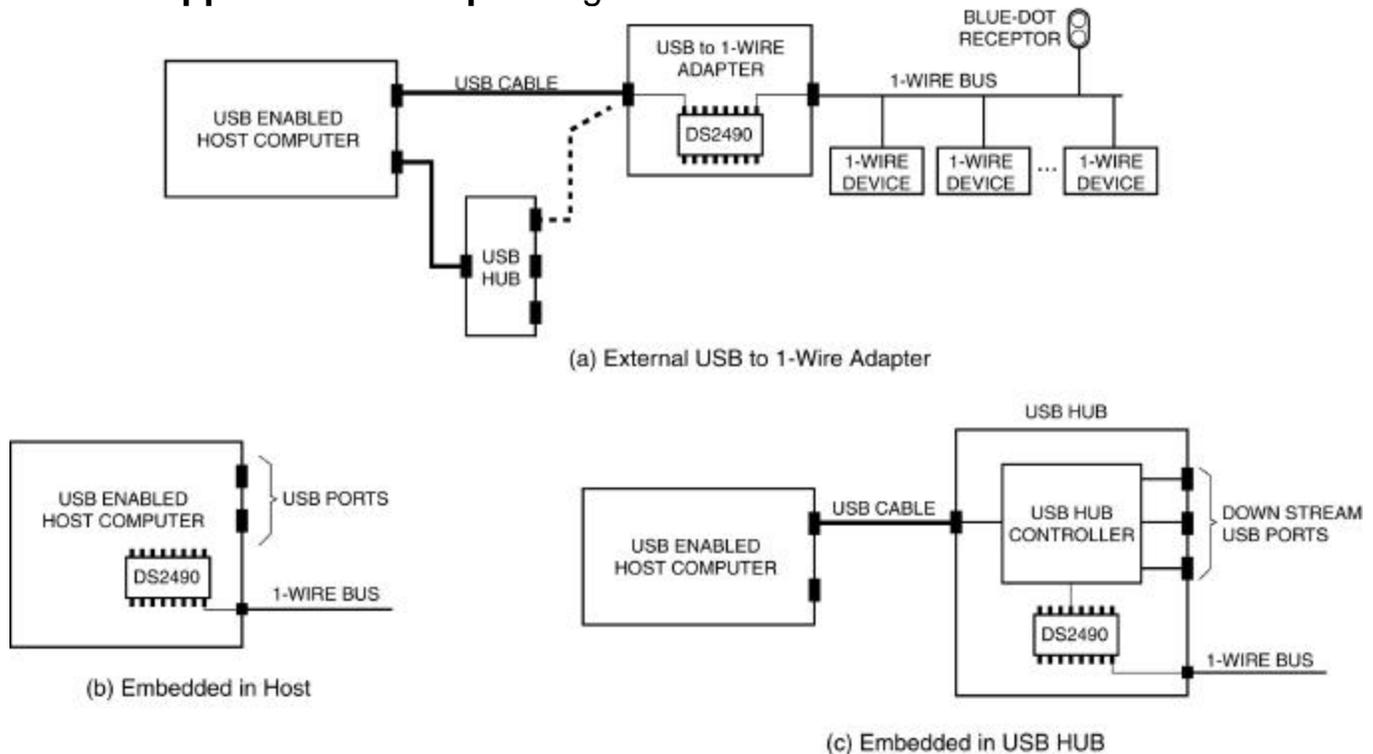 BLUE-DOT
RECEPTOR
USB to 1-WIRE
ADAPTER
USB CABLE
1-WIRE BUS
USB ENABLED
HOST COMPUTER
DS2490
1-WIRE
DEVICE
1-WIRE
DEVICE
...
1-WIRE
DEVICE
USB
HUB
(a) External USB to 1-Wire Adapter
USB ENABLED
HOST COMPUTER
USB PORTS
DS2490
1-WIRE BUS
(b) Embedded in Host
USB HUB
USB CABLE
USB HUB
CONTROLLER
DOWN STREAM
USB PORTS
USB ENABLED
HOST COMPUTER
DS2490
1-WIRE BUS
(c) Embedded in USB HUB